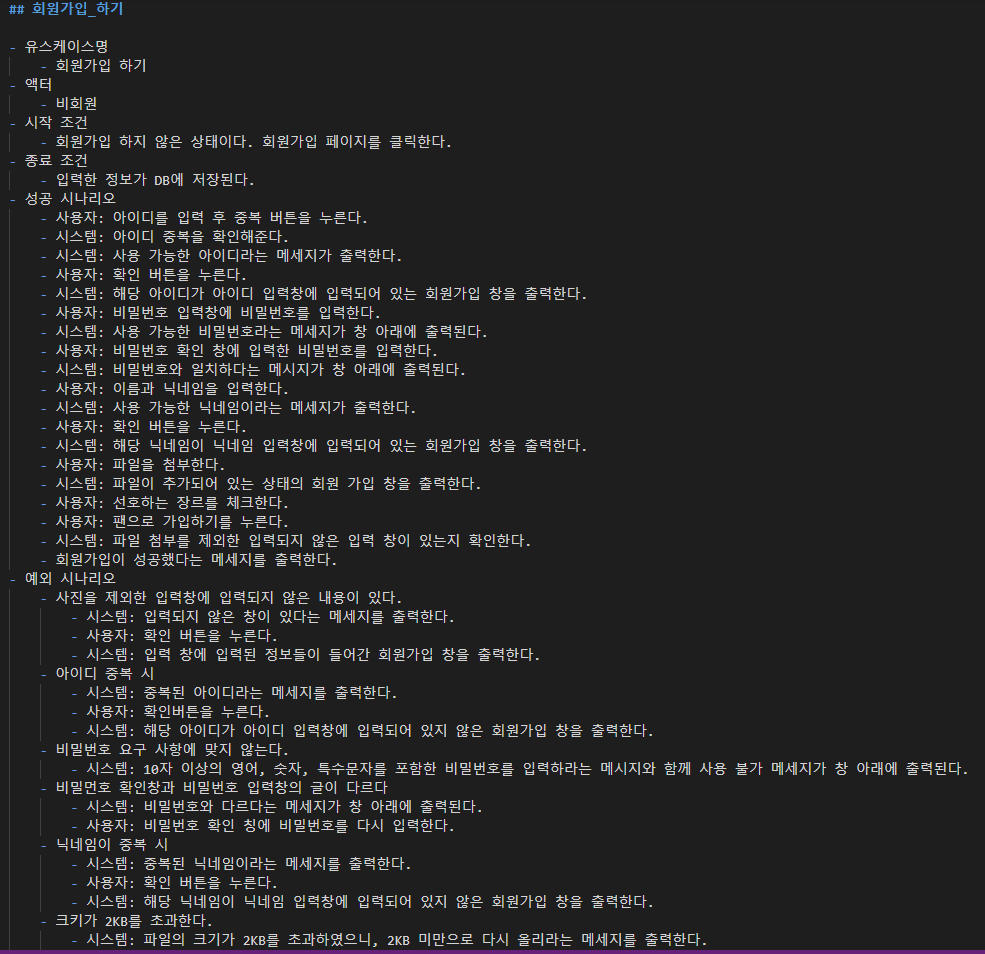 ## 회원가입_하기
- 유스케이스명
- 회원가입 하기
- 액터
- 비회원
- 시작 조건
- 회원가입 하지 않은 상태이다. 회원가입 페이지를 클릭한다.
- 종료 조건
- 입력한 정보가 DB에 저장된다.
- 성공 시나리오
- 사용자: 아이디를 입력 후 중복 버튼을 누른다.
- 시스템: 아이디 중복을 확인해준다.
- 시스템: 사용 가능한 아이디라는 메세지가 출력한다.
- 사용자: 확인 버튼을 누른다.
- 시스템: 해당 아이디가 아이디 입력창에 입력되어 있는 회원가입 창을 출력한다.
- 사용자: 비밀번호 입력창에 비밀번호를 입력한다.
- 시스템: 사용 가능한 비밀번호라는 메세지가 창 아래에 출력된다.
- 사용자: 비밀번호 확인 창에 입력한 비밀번호를 입력한다.
- 시스템: 비밀번호와 일치하다는 메시지가 창 아래에 출력된다.
- 사용자: 이름과 닉네임을 입력한다.
- 시스템: 사용 가능한 닉네임이라는 메세지가 출력한다.
- 사용자: 확인 버튼을 누른다.
- 시스템: 해당 닉네임이 닉네임 입력창에 입력되어 있는 회원가입 창을 출력한다.
- 사용자: 파일을 첨부한다.
- 시스템: 파일이 추가되어 있는 상태의 회원 가입 창을 출력한다.
- 사용자: 선호하는 장르를 체크한다.
- 사용자: 팬으로 가입하기를 누른다.
- 시스템: 파일 첨부를 제외한 입력되지 않은 입력 창이 있는지 확인한다.
- 회원가입이 성공했다는 메세지를 출력한다.
- 예외 시나리오
- 사진을 제외한 입력창에 입력되지 않은 내용이 있다.
- 시스템: 입력되지 않은 창이 있다는 메세지를 출력한다.
- 사용자: 확인 버튼을 누른다.
- 시스템: 입력 창에 입력된 정보들이 들어간 회원가입 창을 출력한다.
- 아이디 중복 시
- 시스템: 중복된 아이디라는 메세지를 출력한다.
- 사용자: 확인버튼을 누른다.
- 시스템: 해당 아이디가 아이디 입력창에 입력되어 있지 않은 회원가입 창을 출력한다.
- 비밀번호 요구 사항에 맞지 않는다.
- 시스템: 10자 이상의 영어, 숫자, 특수문자를 포함한 비밀번호를 입력하라는 메시지와 함께 사용 불가 메세지가 창 아래에 출력된다.
- 비밀먼호 확인창과 비밀번호 입력창의 글이 다르다
- 시스템: 비밀번호와 다르다는 메세지가 창 아래에 출력된다.
- 사용자: 비밀번호 확인 칭에 비밀번호를 다시 입력한다.
- 닉네임이 중복 시
- 시스템: 중복된 닉네임이라는 메세지를 출력한다.
- 사용자: 확인 버튼을 누른다.
- 시스템: 해당 닉네임이 닉네임 입력창에 입력되어 있지 않은 회원가입 창을 출력한다.
- 크키가 2KB를 초과한다.
- 시스템: 파일의 크기가 2KB를 초과하였으니, 2KB 미만으로 다시 올리라는 메세지를 출력한다.